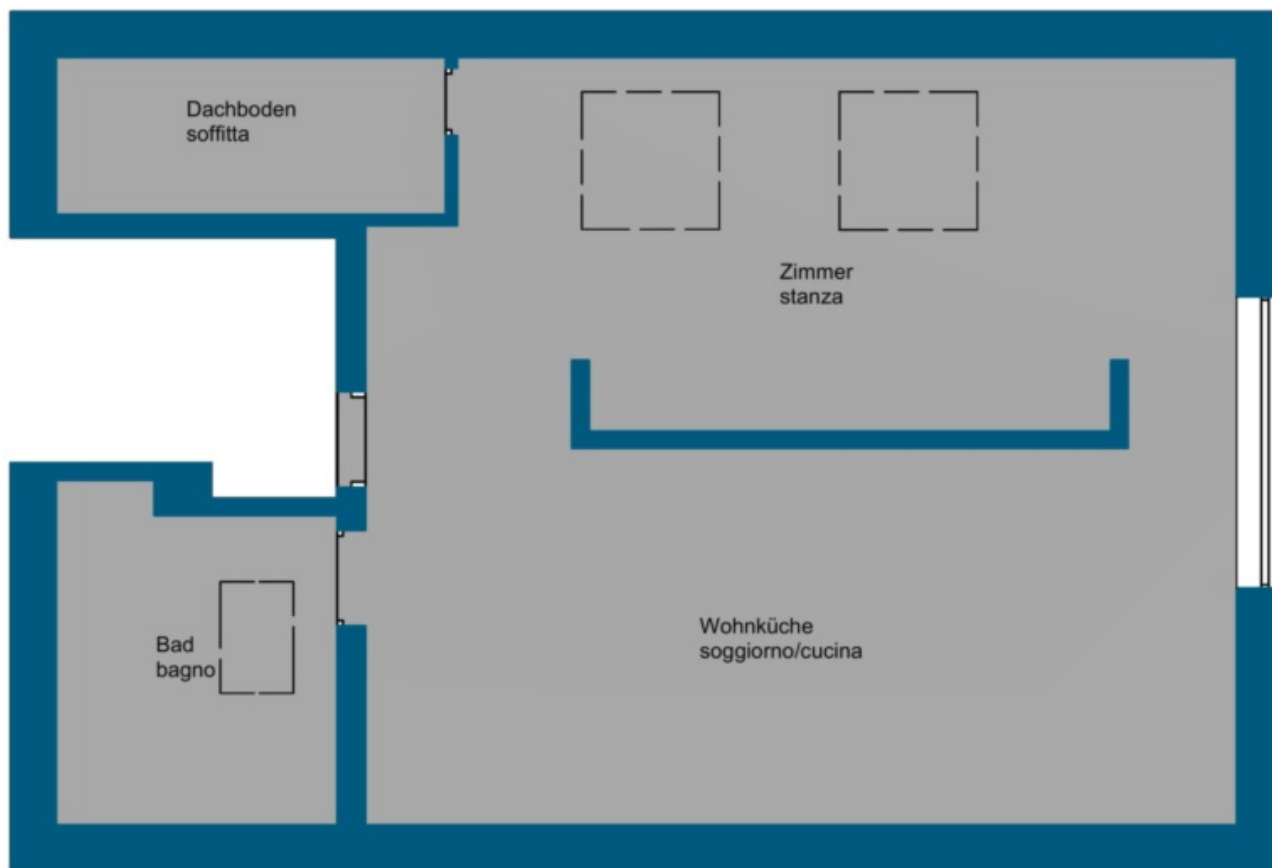 Dachboden
soffitta
Zimmer
stanza
Wohnküche
soggiorno/cucina
Bad
bagno